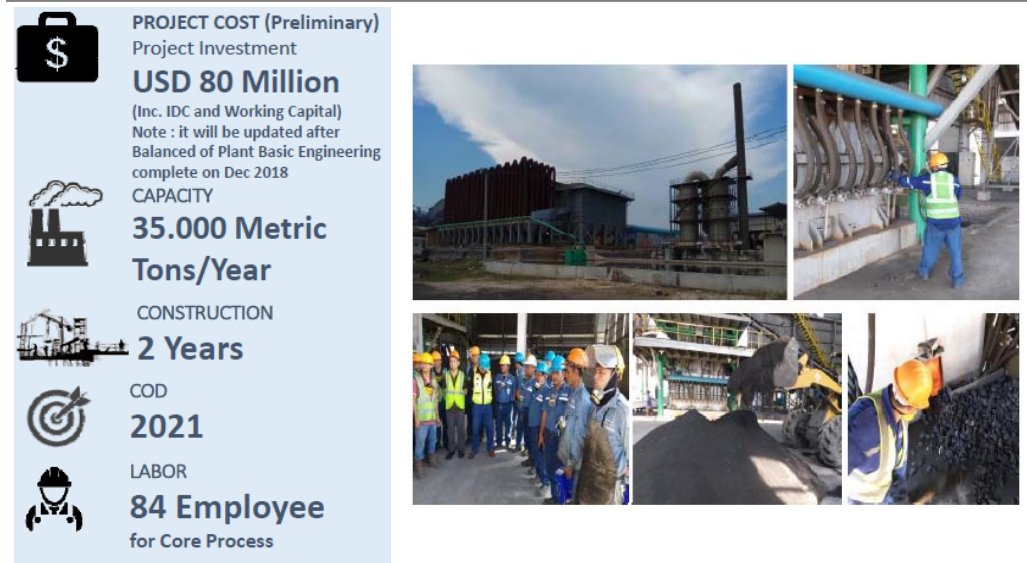 PROJECT COST (Preliminary)
Project Investment
USD 80 Million
(Inc. IDC and Working Capital)
Note : it will be updated after
Balanced of Plant Basic Engineering
complete on Dec 2018
CAPACITY
35.000 Metric
Tons/Year
CONSTRUCTION
2 Years
COD
2021
LABOR
84 Employee
for Core Process